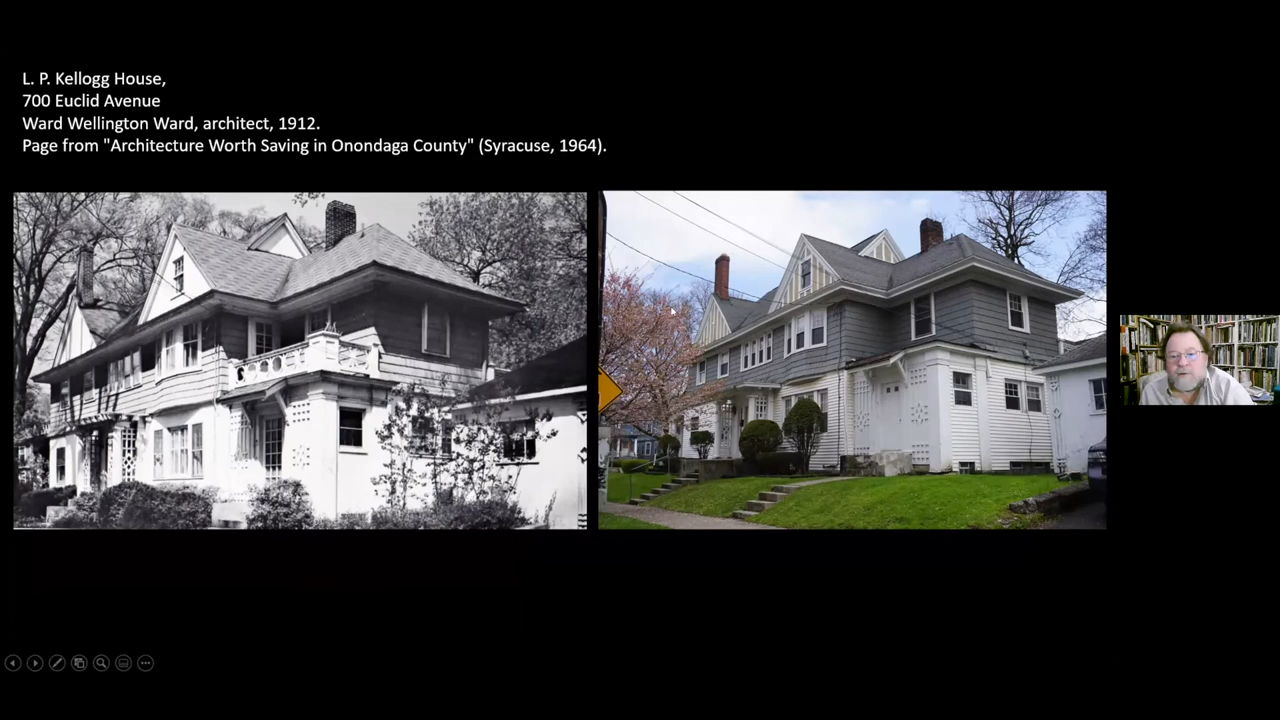 L. P. Kellogg House,
700 Euclid Avenue
Ward Wellington Ward, architect, 1912.
Page from "Architecture Worth Saving in Onondaga County" (Syracuse, 1964).